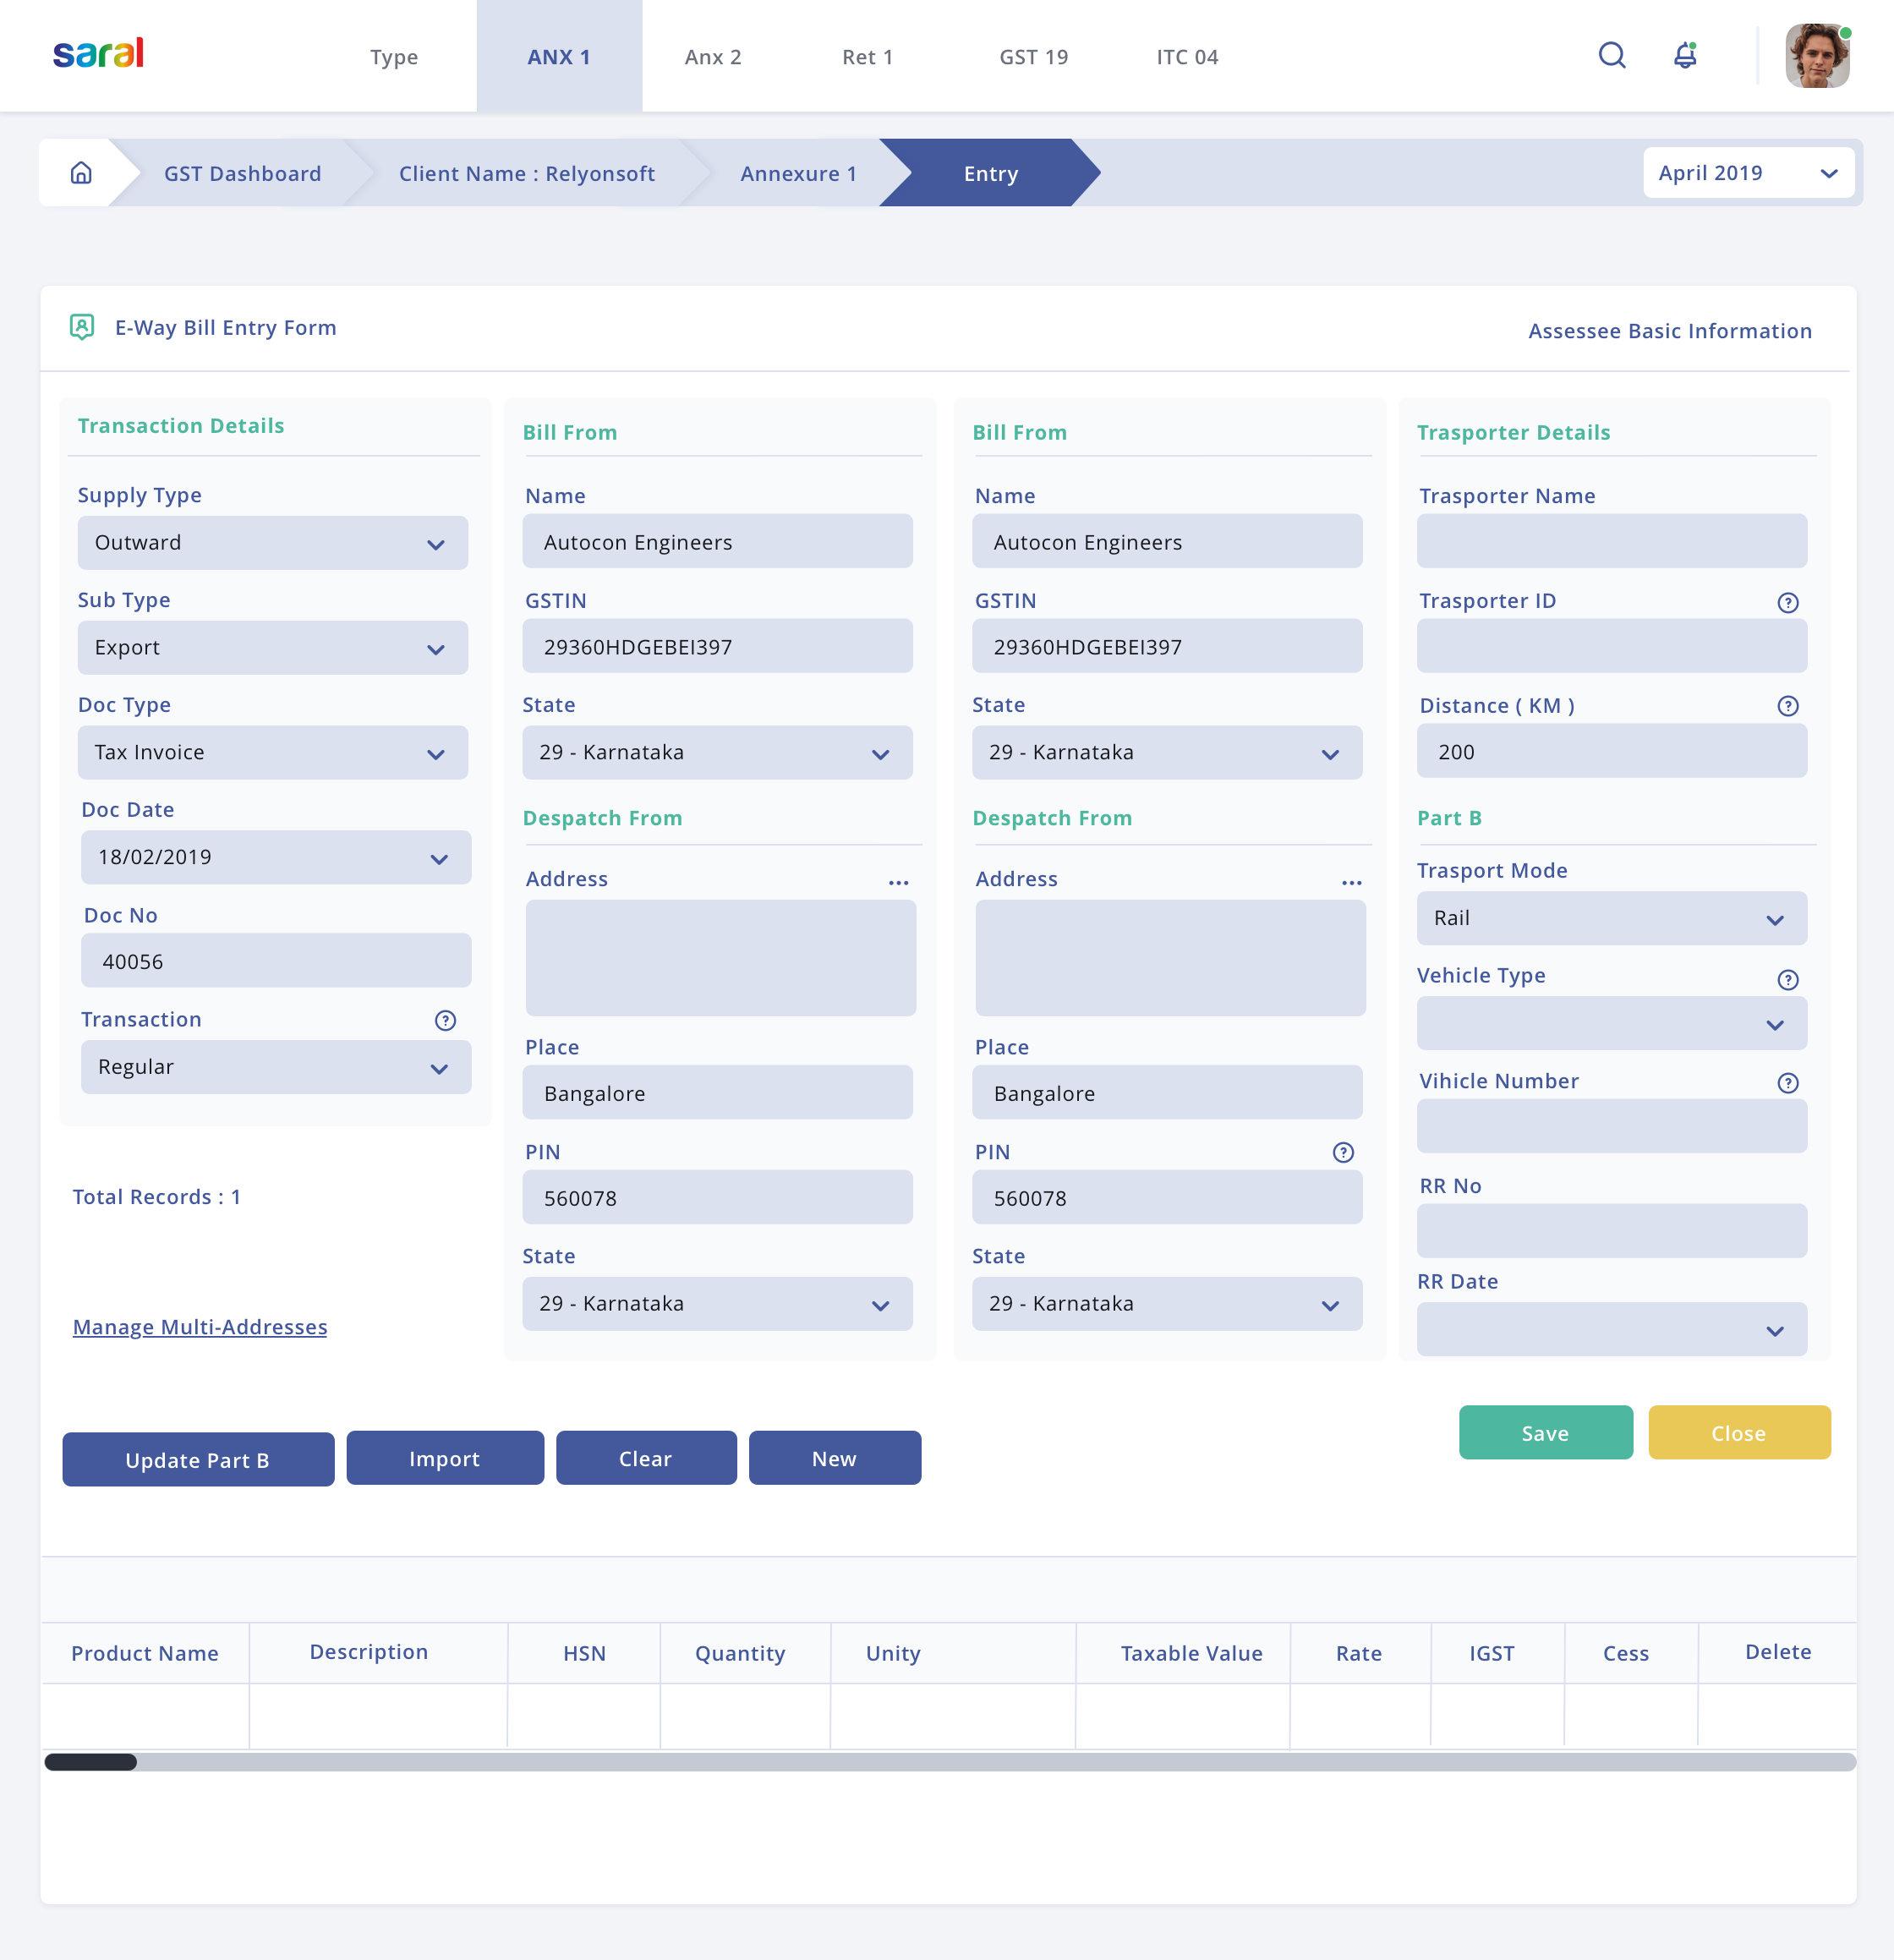 saral
Type
ANX 1
Anx 2
Ret 1
GST 19
ITC 04
GST Dashboard
Client Name : Relyonsoft
Annexure 1
Entry
April 2019
E-Way Bill Entry Form
Assessee Basic Information
Transaction Details
Supply Type
Outward
Sub Type
Export
Doc Type
Tax Invoice
Doc Date
18/02/2019
Doc No
40056
Transaction
?
Regular
Total Records : 1
Manage Multi-Addresses
Bill From
Name
Autocon Engineers
GSTIN
29360HDGEBEI397
State
29 - Karnataka
Despatch From
Address
...
Place
Bangalore
PIN
560078
State
29 - Karnataka
Bill From
Name
Autocon Engineers
GSTIN
29360HDGEBEI397
State
29 - Karnataka
Despatch From
Address
...
Place
Bangalore
PIN
?
560078
State
29 - Karnataka
Trasporter Details
Trasporter Name
Trasporter ID
?
Distance ( KM )
?
200
Part B
Trasport Mode
Rail
Vehicle Type
?
Vihicle Number
?
RR No
RR Date
Update Part B
Import
Clear
New
Save
Close
Product Name
Description
HSN
Quantity
Unity
Taxable Value
Rate
IGST
Cess
Delete